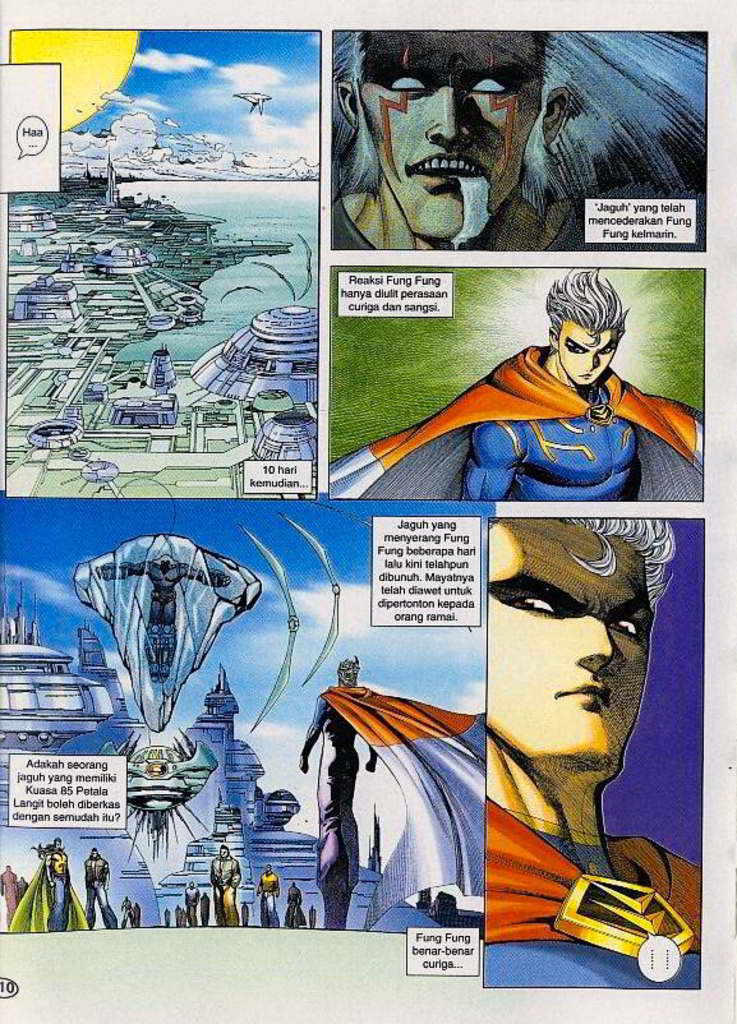 Haa
...
10 hari
kemudian...
'Jaguh' yang telah
mencederakan Fung
Fung kelmarin.
Reaksi Fung Fung
hanya diulit perasaan
curiga dan sangsi.
Jaguh yang
menyerang Fung
Fung beberapa hari
lalu kini telahpun
dibunuh. Mayatnya
telah diawet untuk
dipertonton kepada
orang ramai.
Adakah seorang
jaguh yang memiliki
Kuasa 85 Petala
Langit boleh diberkas
dengan semudah itu?
Fung Fung
benar-benar
curiga...
10